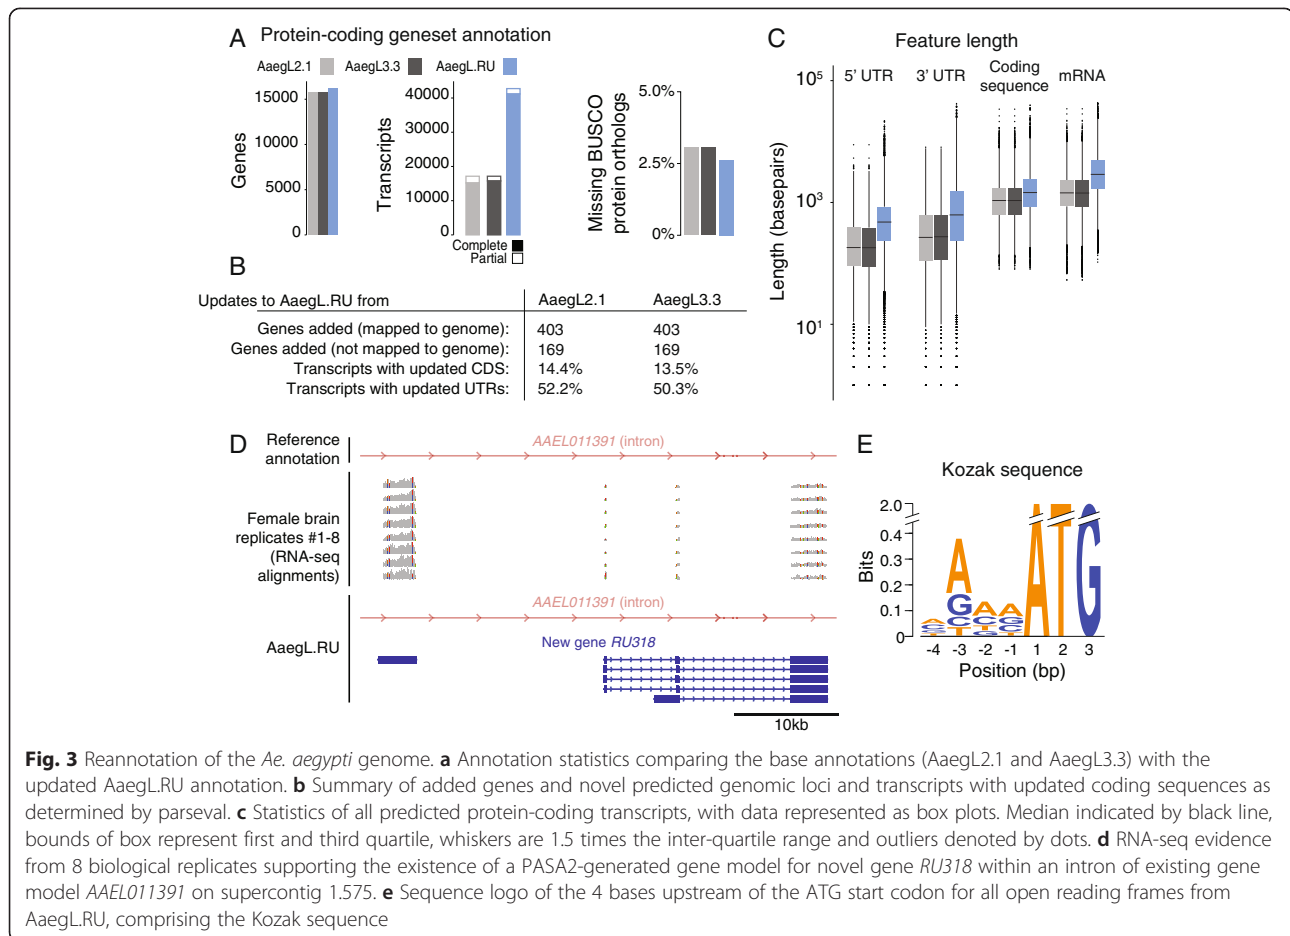 A Protein-coding geneset annotation
AaegL2.1 AaegL3.3 AaegL.RU
Genes
15000
10000
5000
0
Transcripts
40000
30000
20000
10000
0
Complete
Partial
Missing BUSCO
protein orthologs
5.0%
2.5%
0%
B
Updates to AaegL.RU from AaegL2.1 AaegL3.3
Genes added (mapped to genome): 403 403
Genes added (not mapped to genome): 169 169
Transcripts with updated CDS: 14.4% 13.5%
Transcripts with updated UTRs: 52.2% 50.3%
C Feature length
5' UTR 3' UTR Coding sequence mRNA
Length (basepairs)
10^5
10^3
10^1
D
Reference
annotation
AAEL011391 (intron)
Female brain
replicates #1-8
(RNA-seq
alignments)
AAEL011391 (intron)
AaegL.RU
New gene RU318
10kb
E
Kozak sequence
Bits
2.0
0.4
0.3
0.2
0.1
0
A C G T
A G C T
A C T G
A G C T
A T G
-4 -3 -2 -1 1 2 3
Position (bp)
Fig. 3 Reannotation of the Ae. aegypti genome. a Annotation statistics comparing the base annotations (AaegL2.1 and AaegL3.3) with the
updated AaegL.RU annotation. b Summary of added genes and novel predicted genomic loci and transcripts with updated coding sequences as
determined by parseval. c Statistics of all predicted protein-coding transcripts, with data represented as box plots. Median indicated by black line,
bounds of box represent first and third quartile, whiskers are 1.5 times the inter-quartile range and outliers denoted by dots. d RNA-seq evidence
from 8 biological replicates supporting the existence of a PASA2-generated gene model for novel gene RU318 within an intron of existing gene
model AAEL011391 on supercontig 1.575. e Sequence logo of the 4 bases upstream of the ATG start codon for all open reading frames from
AaegL.RU, comprising the Kozak sequence